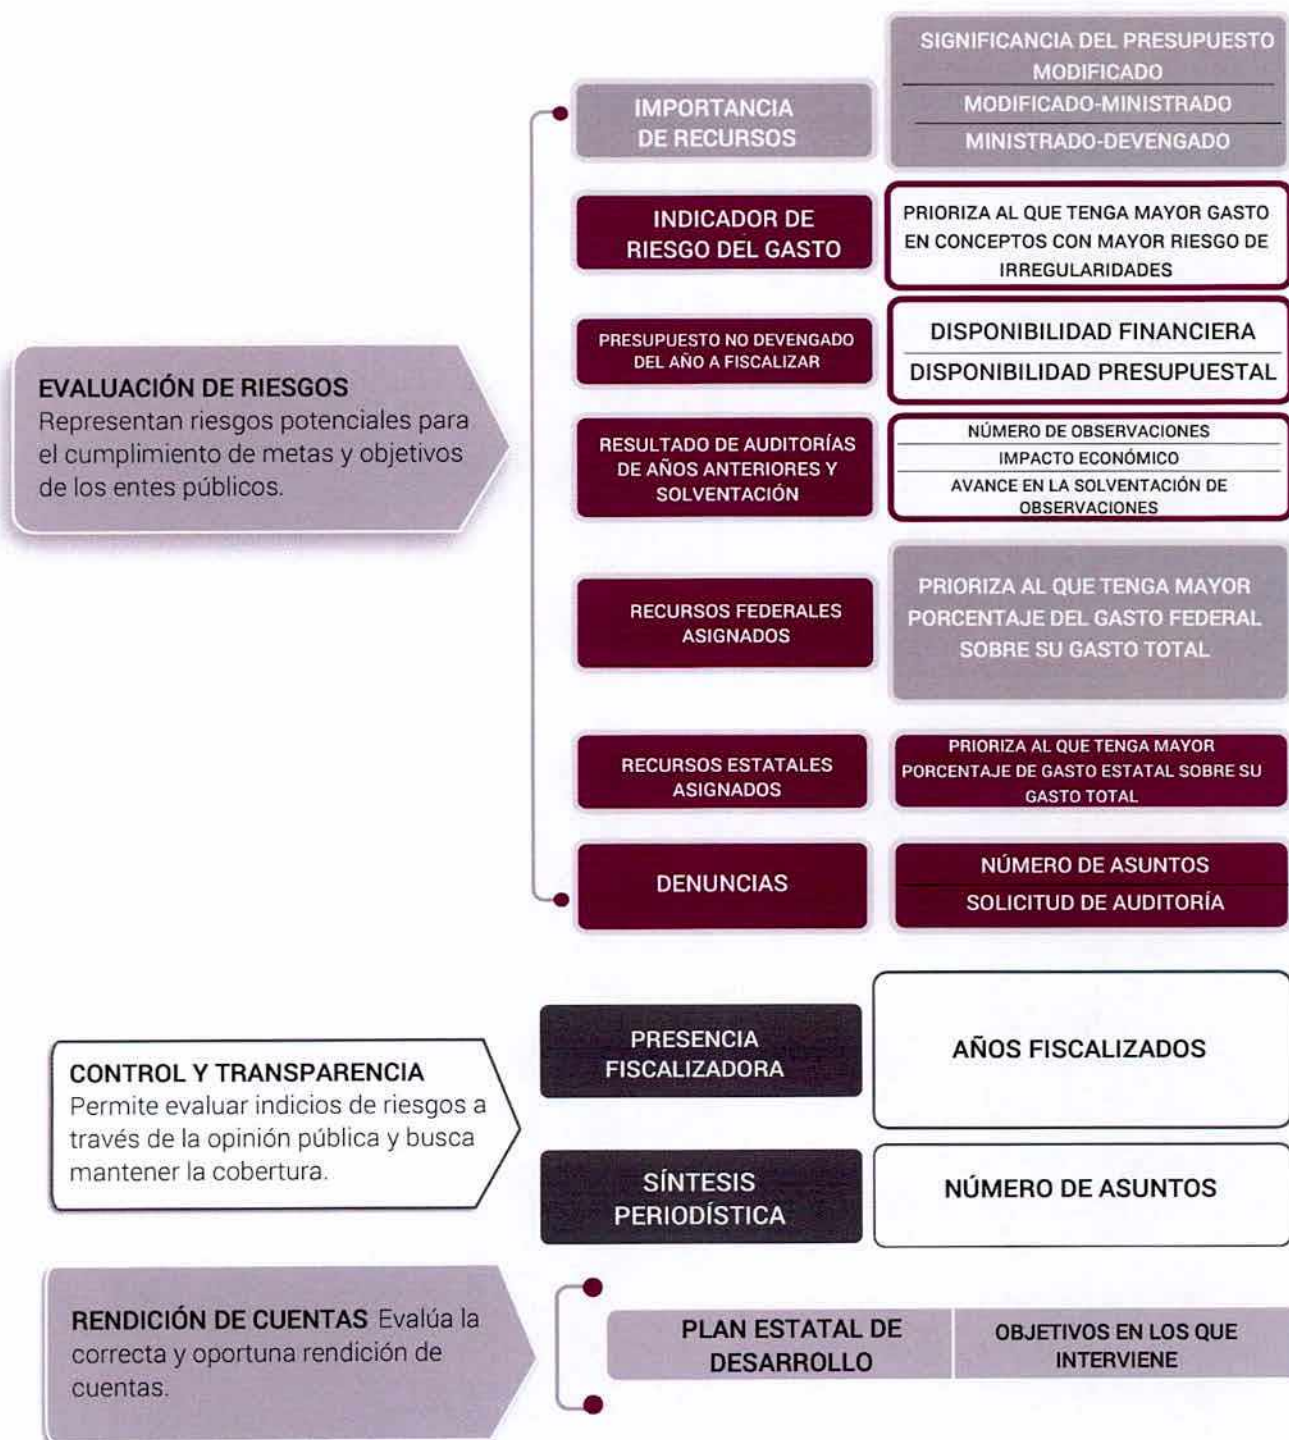 EVALUACIÓN DE RIESGOS
Representan riesgos potenciales para
el cumplimiento de metas y objetivos
de los entes públicos.
IMPORTANCIA
DE RECURSOS
SIGNIFICANCIA DEL PRESUPUESTO
MODIFICADO
MODIFICADO-MINISTRADO
MINISTRADO-DEVENGADO
INDICADOR DE
RIESGO DEL GASTO
PRIORIZA AL QUE TENGA MAYOR GASTO
EN CONCEPTOS CON MAYOR RIESGO DE
IRREGULARIDADES
PRESUPUESTO NO DEVENGADO
DEL AÑO A FISCALIZAR
DISPONIBILIDAD FINANCIERA
DISPONIBILIDAD PRESUPUESTAL
RESULTADO DE AUDITORÍAS
DE AÑOS ANTERIORES Y
SOLVENTACIÓN
NÚMERO DE OBSERVACIONES
IMPACTO ECONÓMICO
AVANCE EN LA SOLVENTACIÓN DE
OBSERVACIONES
RECURSOS FEDERALES
ASIGNADOS
PRIORIZA AL QUE TENGA MAYOR
PORCENTAJE DEL GASTO FEDERAL
SOBRE SU GASTO TOTAL
RECURSOS ESTATALES
ASIGNADOS
PRIORIZA AL QUE TENGA MAYOR
PORCENTAJE DE GASTO ESTATAL SOBRE SU
GASTO TOTAL
DENUNCIAS
NÚMERO DE ASUNTOS
SOLICITUD DE AUDITORÍA
CONTROL Y TRANSPARENCIA
Permite evaluar indicios de riesgos a
través de la opinión pública y busca
mantener la cobertura.
PRESENCIA
FISCALIZADORA
AÑOS FISCALIZADOS
SÍNTESIS
PERIODÍSTICA
NÚMERO DE ASUNTOS
RENDICIÓN DE CUENTAS Evalúa la
correcta y oportuna rendición de
cuentas.
PLAN ESTATAL DE
DESARROLLO
OBJETIVOS EN LOS QUE
INTERVIENE